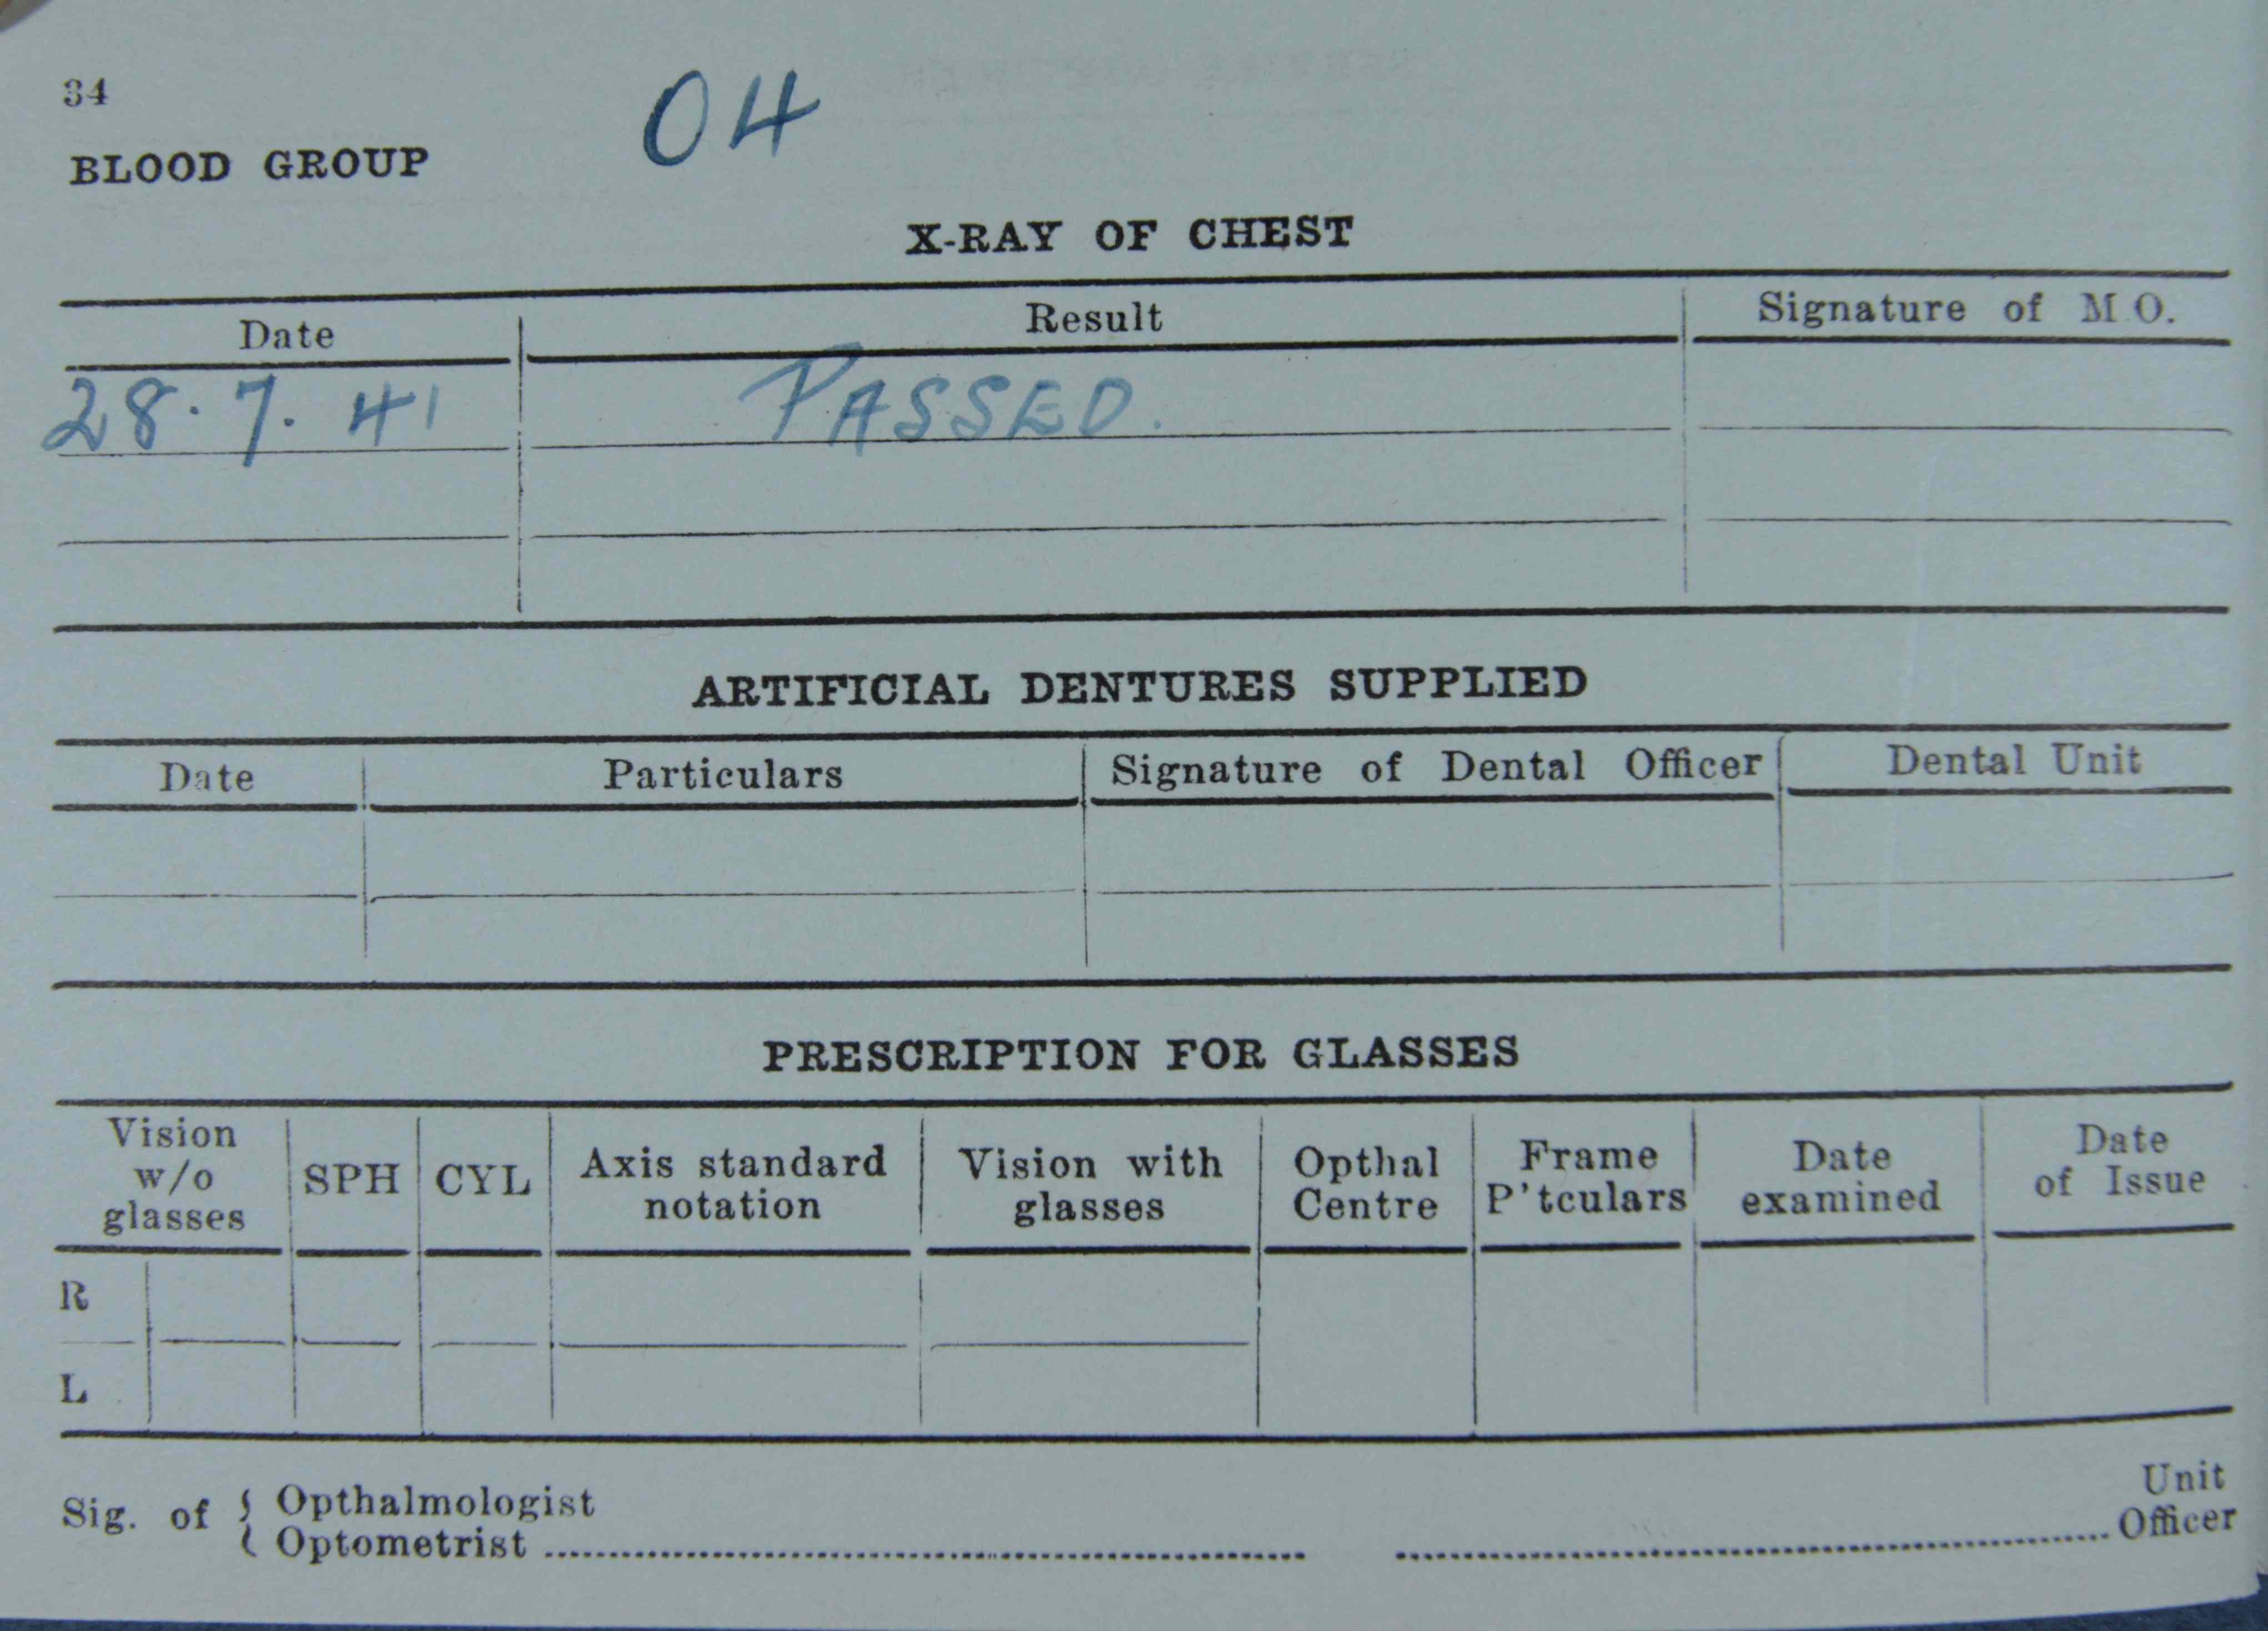 34
BLOOD GROUP O4
X-RAY OF CHEST
Date Result Signature of M.O.
28.7.41 PASSED.
ARTIFICIAL DENTURES SUPPLIED
Date Particulars Signature of Dental Officer Dental Unit
PRESCRIPTION FOR GLASSES
Vision w/o glasses SPH CYL Axis standard notation Vision with glasses Opthal Centre Frame P'tculars Date examined Date of Issue
R
L
Sig. of { Opthalmologist
Optometrist
Unit
Officer